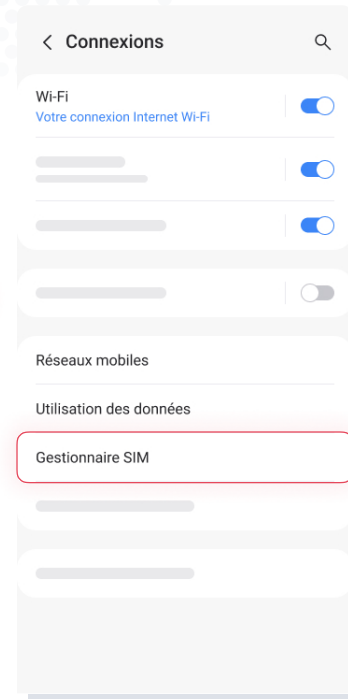 Connexions
Wi-Fi
Votre connexion Internet Wi-Fi
Réseaux mobiles
Utilisation des données
Gestionnaire SIM